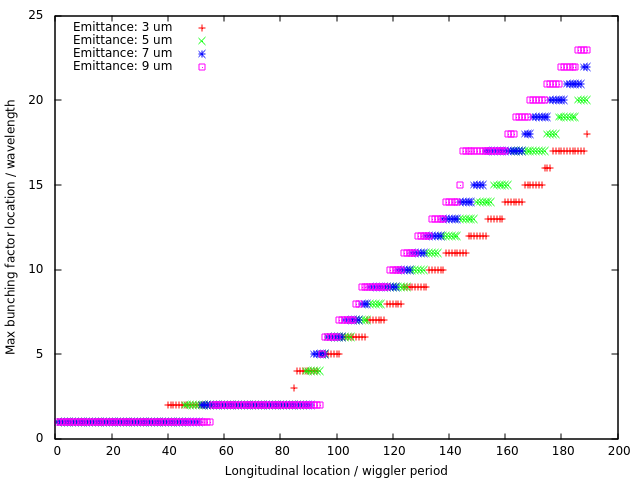 25
20
15
10
5
0
Max bunching factor location / wavelength
Emittance: 3 um
Emittance: 5 um
Emittance: 7 um
Emittance: 9 um
0 20 40 60 80 100 120 140 160 180 200
Longitudinal location / wiggler period